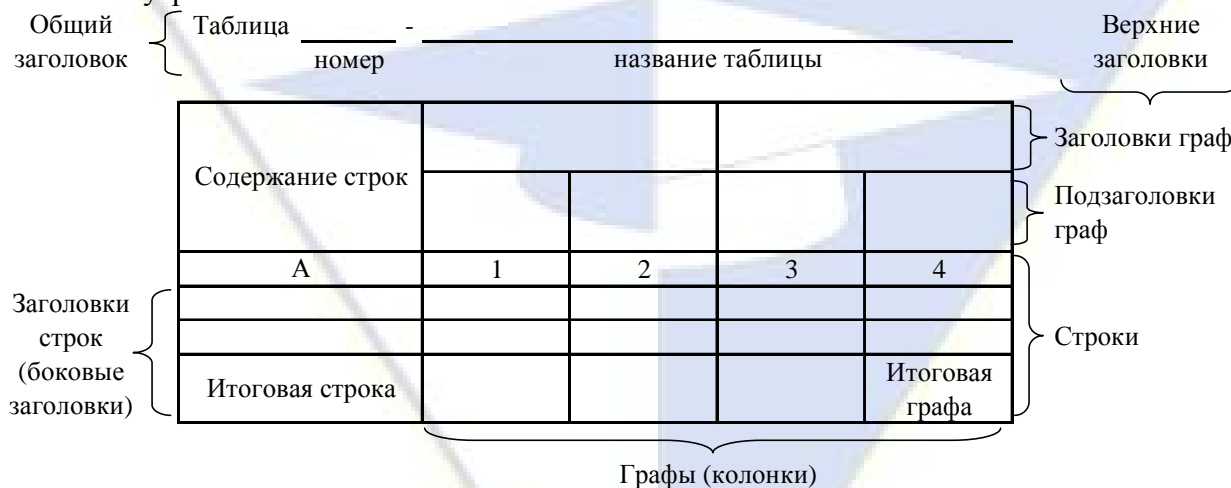 Общий
заголовок
Таблица - 
номер
название таблицы
Верхние
заголовки
Содержание строк
Заголовки граф
Подзаголовки
граф
А 1 2 3 4
Заголовки
строк
(боковые
заголовки)
Строки
Итоговая строка
Итоговая
графа
Графы (колонки)